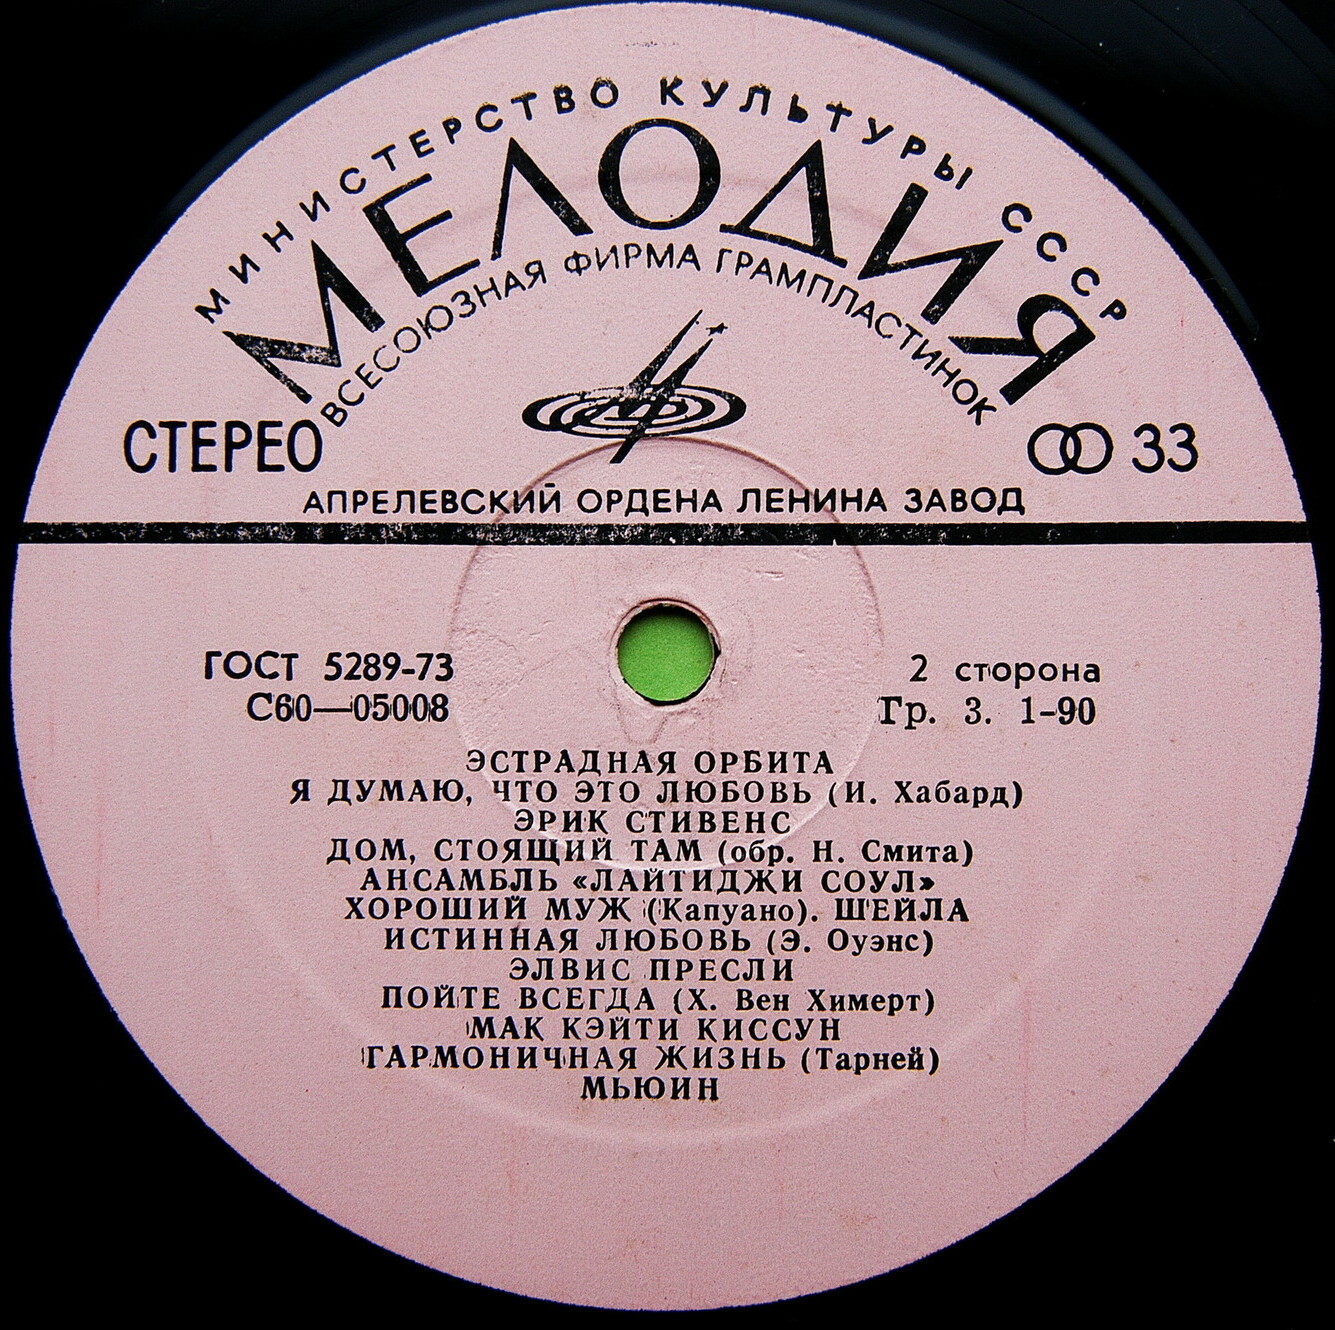 МИНИСТЕРСТВО КУЛЬТУРЫ СССР
МЕЛОДИЯ
ВСЕСОЮЗНАЯ ФИРМА ГРАМПЛАСТИНОК
СТЕРЕО
33
АПРЕЛЕВСКИЙ ОРДЕНА ЛЕНИНА ЗАВОД
ГОСТ 5289-73
2 сторона
С60—05008
Гр. 3. 1-90
ЭСТРАДНАЯ ОРБИТА
Я ДУМАЮ, ЧТО ЭТО ЛЮБОВЬ (И. Хабард)
ЭРИК СТИВЕНС
ДОМ, СТОЯЩИЙ ТАМ (обр. Н. Смита)
АНСАМБЛЬ «ЛАЙТИДЖИ СОУЛ»
ХОРОШИЙ МУЖ (Капуано). ШЕЙЛА
ИСТИННАЯ ЛЮБОВЬ (Э. Оуэнс)
ЭЛВИС ПРЕСЛИ
ПОЙТЕ ВСЕГДА (Х. Вен Химерт)
МАК КЭЙТИ КИССУН
ГАРМОНИЧНАЯ ЖИЗНЬ (Тарней)
МЬЮИН